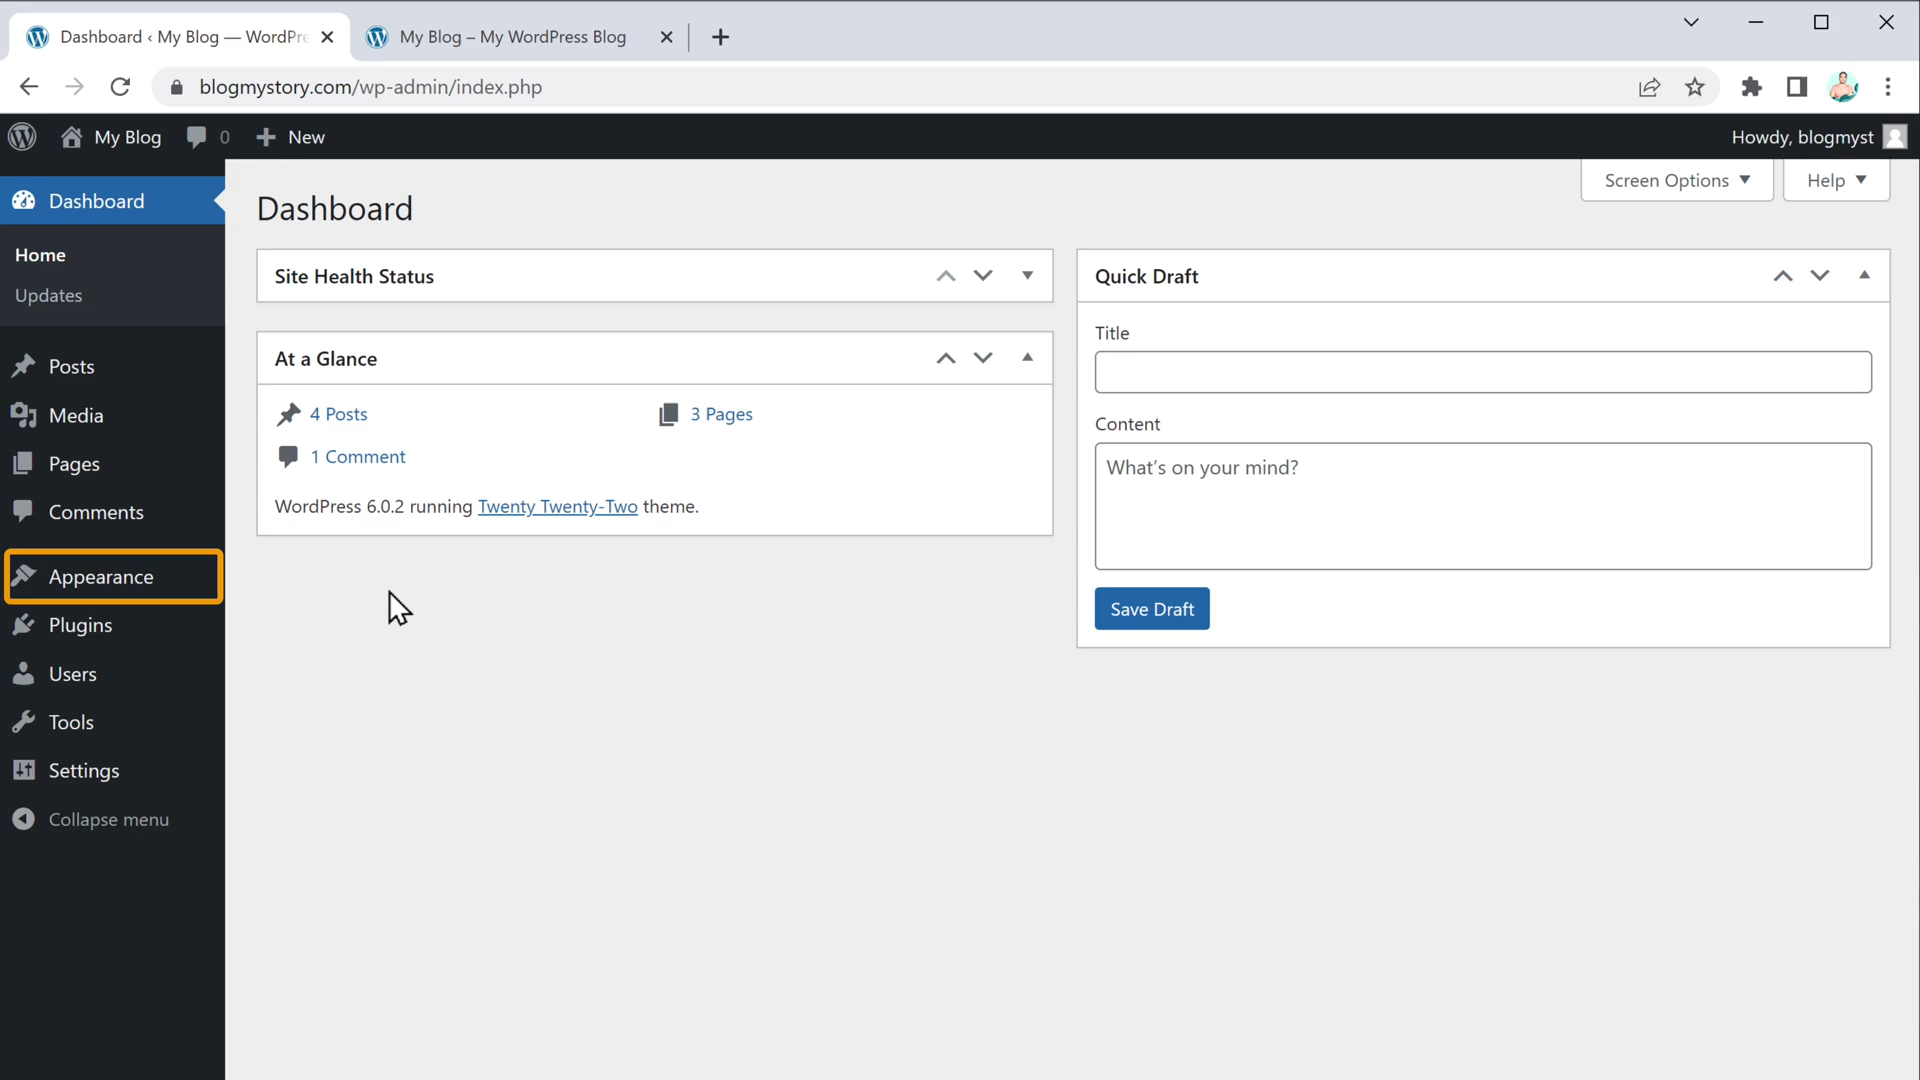 Dashboard ‹ My Blog — WordPre
My Blog – My WordPress Blog
blogmystory.com/wp-admin/index.php
My Blog
0
New
Howdy, blogmyst
Dashboard
Home
Updates
Posts
Media
Pages
Comments
Appearance
Plugins
Users
Tools
Settings
Collapse menu
Screen Options
Help
Dashboard
Site Health Status
At a Glance
4 Posts
3 Pages
1 Comment
WordPress 6.0.2 running Twenty Twenty-Two theme.
Quick Draft
Title
Content
What's on your mind?
Save Draft